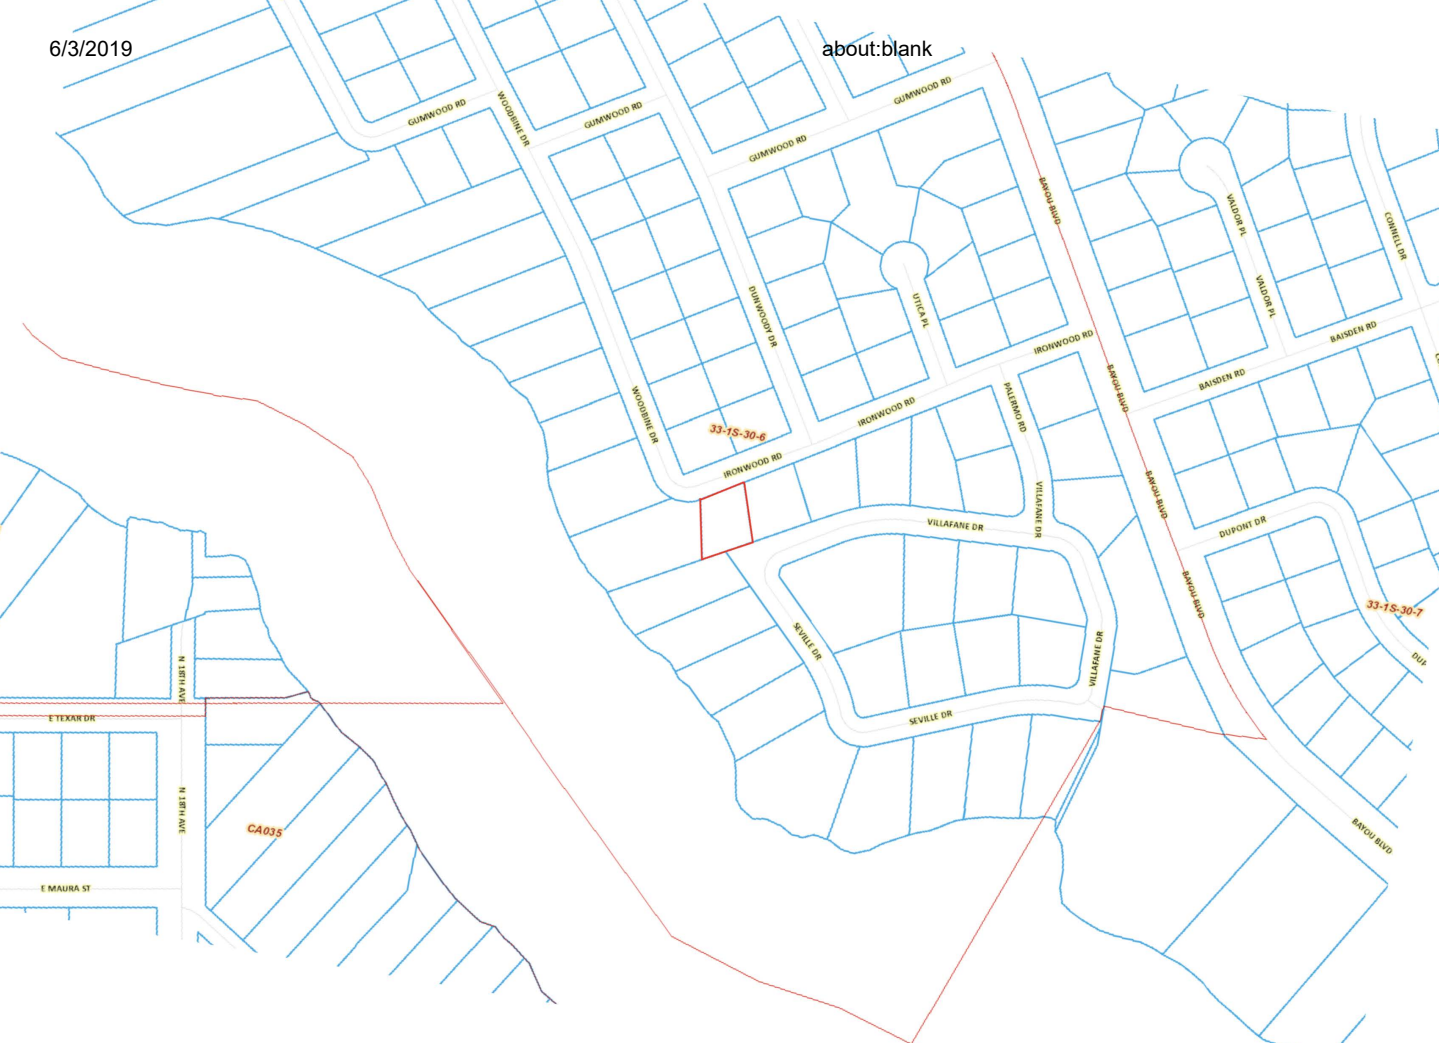 6/3/2019
about:blank
GUMWOOD RD
WOODBINE DR
GUMWOOD RD
GUMWOOD RD
GUMWOOD RD
BAYOU BLVD
VALDOR PL
CONNELL DR
UTICA PL
DUNWOODY DR
VALDOR PL
IRONWOOD RD
BAISDEN RD
BAISDEN RD
BAYOU BLVD
WOODBINE DR
IRONWOOD RD
PALERMO RD
33-1S-30-6
IRONWOOD RD
BAYOU BLVD
VILLAFANE DR
VILLAFANE DR
DUPONT DR
BAYOU BLVD
33-1S-30-7
SEVILLE DR
VILLAFANE DR
DUP
N 18TH AVE
E TEXAR DR
SEVILLE DR
N 18TH AVE
CA035
BAYOU BLVD
E MAURA ST